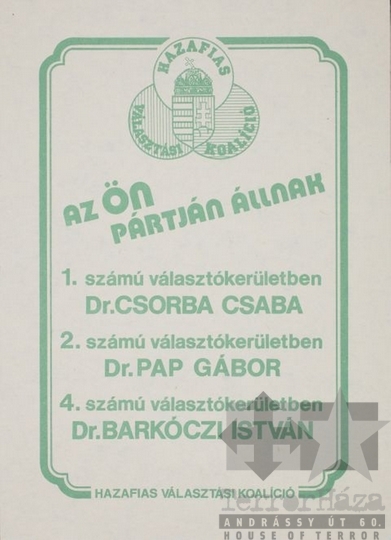 HAZAFIAS
VÁLASZTÁSI KOALÍCIÓ
AZ ÖN
PÁRTJÁN ÁLLNAK
1. számú választókerületben
Dr.CSORBA CSABA
2. számú választókerületben
Dr.PAP GÁBOR
4. számú választókerületben
Dr.BARKÓCZI ISTVÁN
HAZAFIAS VÁLASZTÁSI KOALÍCIÓ
TerrorHáza
ANDRÁSSY ÚT 60.
HOUSE OF TERROR